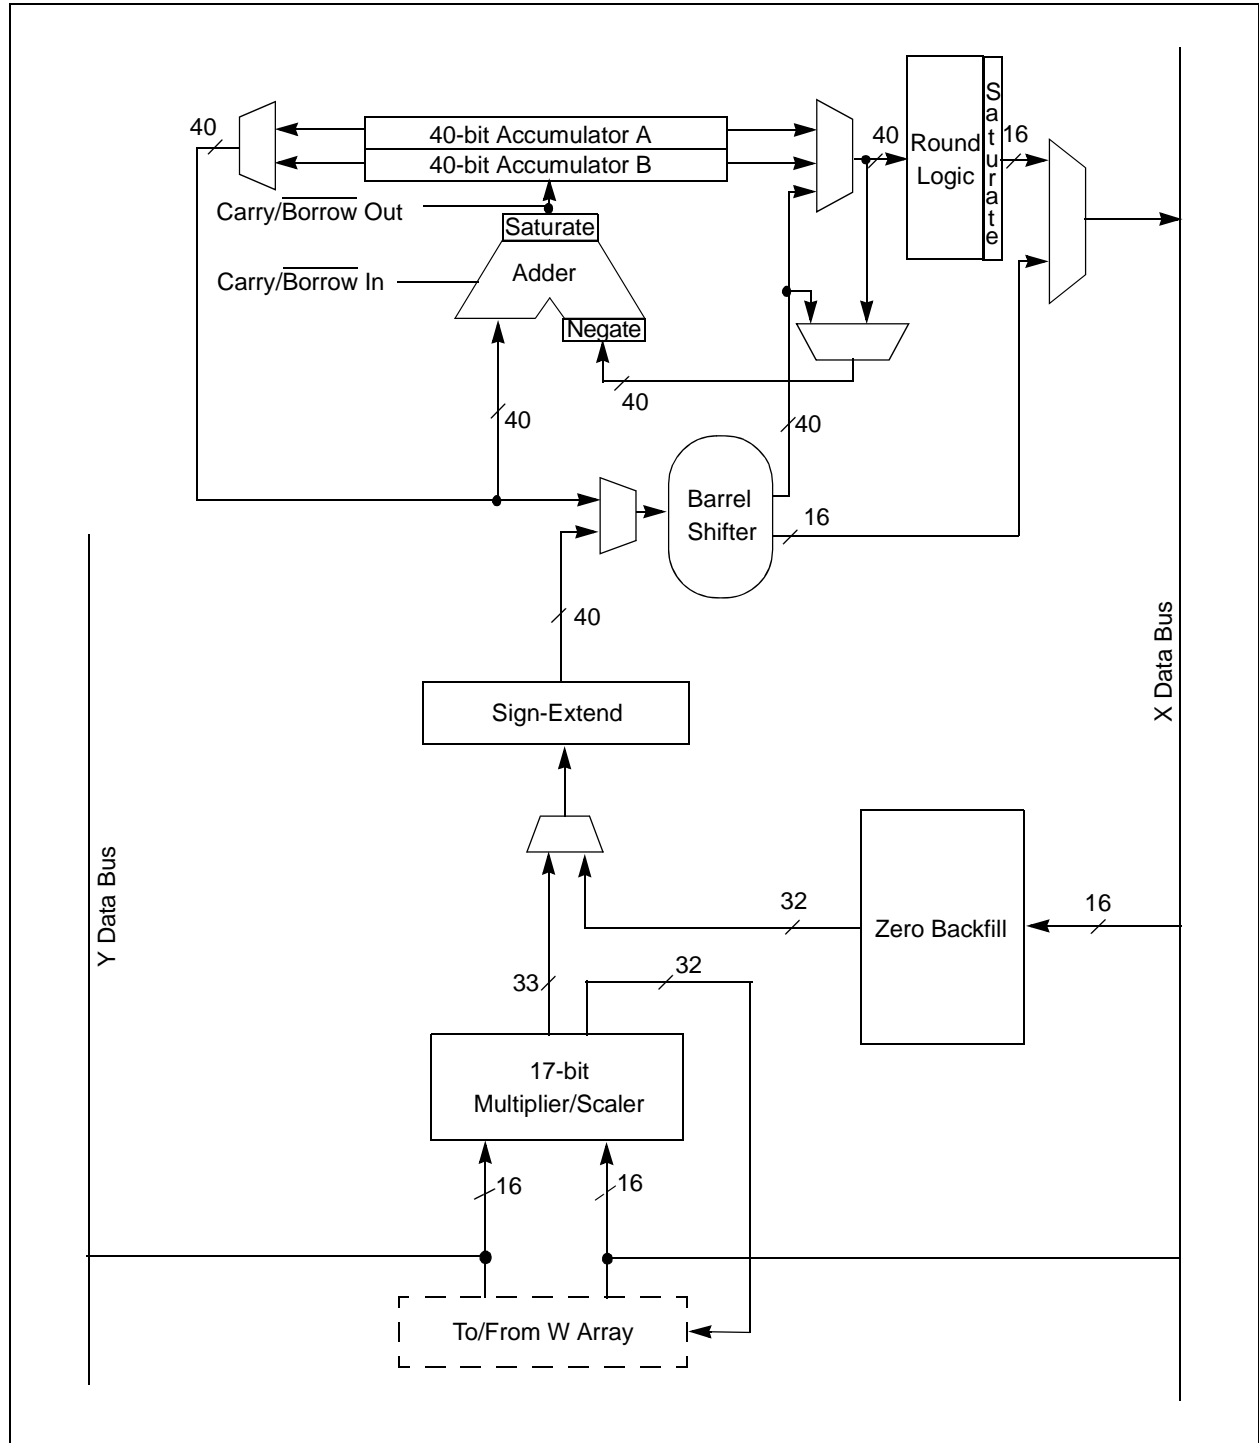 40
40-bit Accumulator A
40-bit Accumulator B
40
Round
Logic
Saturate
16
Carry/Borrow Out
Saturate
Carry/Borrow In
Adder
Negate
40
40
40
Barrel
Shifter
16
40
X Data Bus
Sign-Extend
Y Data Bus
32
Zero Backfill
16
33
32
17-bit
Multiplier/Scaler
16
16
To/From W Array